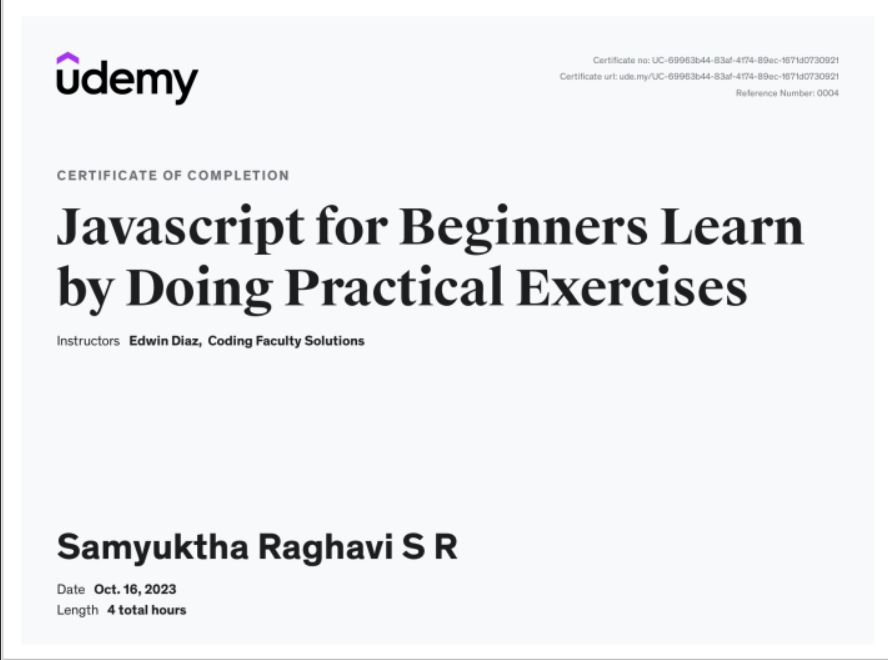 udemy
Certificate no: UC-69963b44-83af-4f74-89ec-1671d0730921
Certificate url: ude.my/UC-69963b44-83af-4f74-89ec-1671d0730921
Reference Number: 0004
CERTIFICATE OF COMPLETION
Javascript for Beginners Learn
by Doing Practical Exercises
Instructors Edwin Diaz, Coding Faculty Solutions
Samyuktha Raghavi S R
Date Oct. 16, 2023
Length 4 total hours